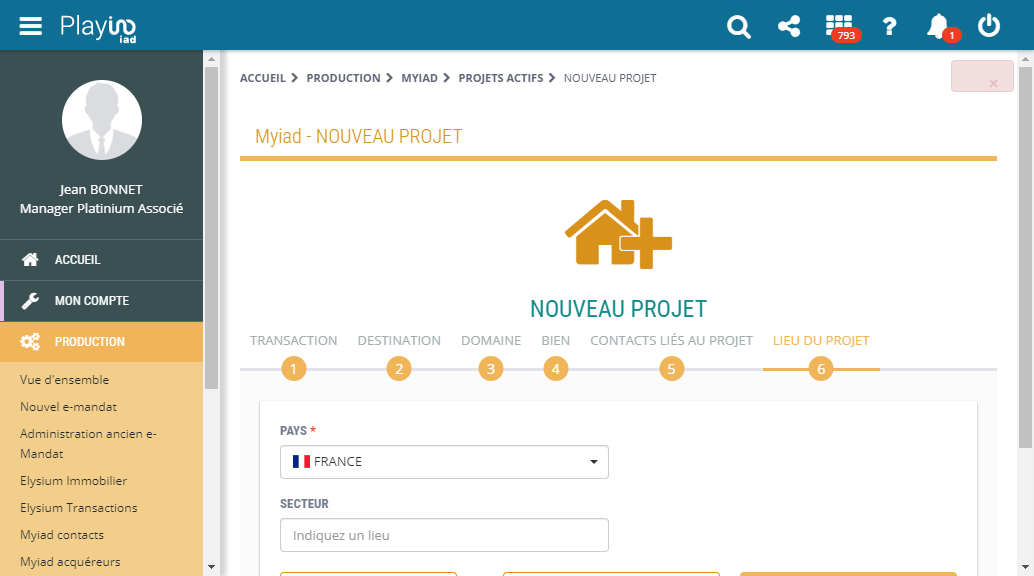 Playin iad
793
?
1
Jean BONNET
Manager Platinium Associé
ACCUEIL
MON COMPTE
PRODUCTION
Vue d'ensemble
Nouvel e-mandat
Administration ancien e-
Mandat
Elysium Immobilier
Elysium Transactions
Myiad contacts
Myiad acquéreurs
ACCUEIL > PRODUCTION > MYIAD > PROJETS ACTIFS > NOUVEAU PROJET
×
Myiad - NOUVEAU PROJET
NOUVEAU PROJET
TRANSACTION DESTINATION DOMAINE BIEN CONTACTS LIÉS AU PROJET LIEU DU PROJET
1 2 3 4 5 6
PAYS *
FRANCE
SECTEUR
Indiquez un lieu